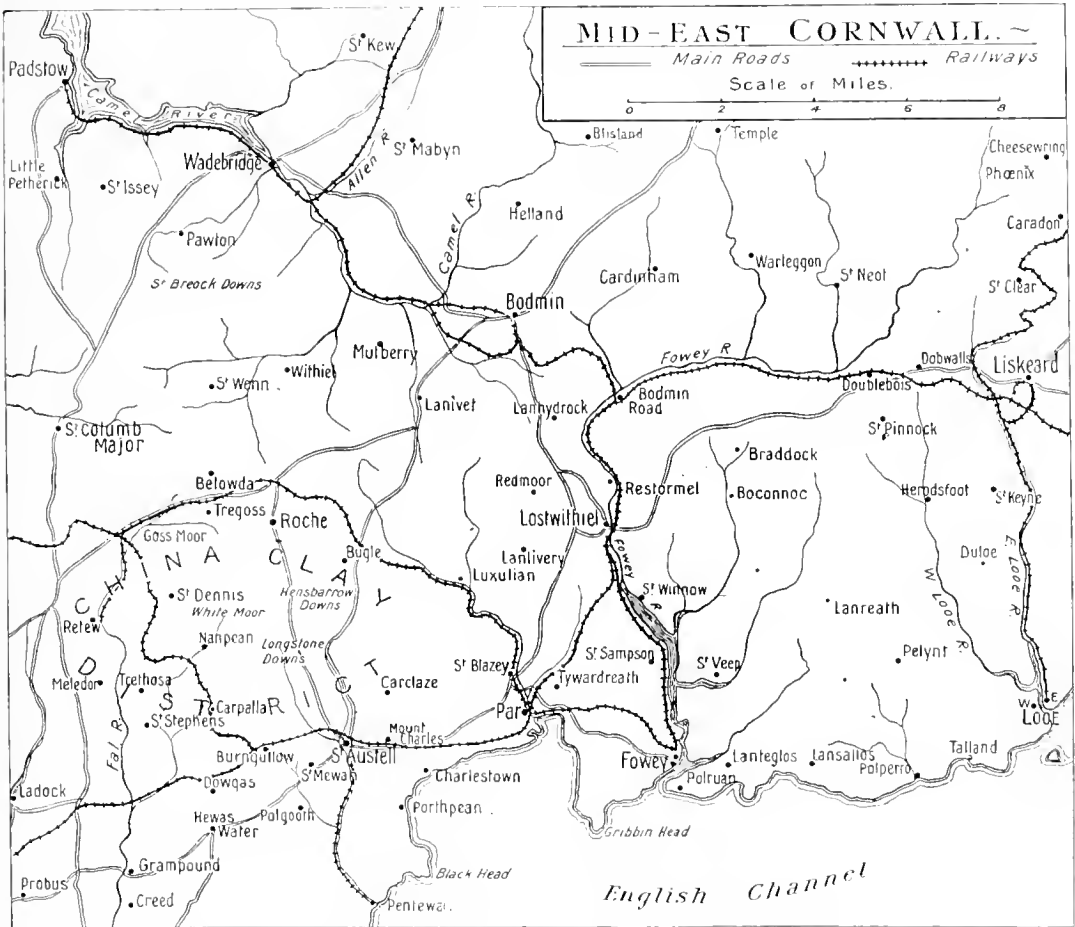 MID-EAST CORNWALL.~
Main Roads
Railways
Scale of Miles.
0 2 4 6 8
St Kew
Padstow
Camel River
Blisland
Temple
Cheesewring
Phœnix
St Mabyn
Allen R.
Wadebridge
Little
Petherick
St Issey
Camel R.
Helland
Caradon
Pawton
Cardinham
Warleggon
St Neot
St Clear
St Breock Downs
Bodmin
Mulberry
Fowey R
Dobwalls
Liskeard
Doublebois
St Wenn
Withiel
Lanivet
Lanhydrock
Bodmin
Road
St Columb
Major
St Pinnock
Braddock
Belowda
Redmoor
Restormel
Boconnoc
Herodsfoot
St Keyne
Tregoss
Roche
Lostwithiel
Goss Moor
CHINA CLAY
DISTRICT
Bugle
Lanlivery
Luxulian
Fowey R
Duloe
E. Looe R.
W Looe R.
St Dennis
White Moor
Hensbarrow
Downs
St Winnow
Lanreath
Retew
Nanpean
Longstone
Downs
St Blazey
St Sampson
St Veep
Pelynt
Meledor
Trethosa
Carclaze
Tywardreath
St Stephens
Carpalla
Par
W E
LOOE
Fal R.
Burngullow
St Austell
Mount
Charles
Fowey
Lanteglos
Lansallos
Polperro
Talland
St Mewan
Charlestown
Polruan
Ladock
Dowgas
Polgooth
Porthpean
Hewas
Water
Gribbin Head
Grampound
Black Head
Probus
Creed
English Channel